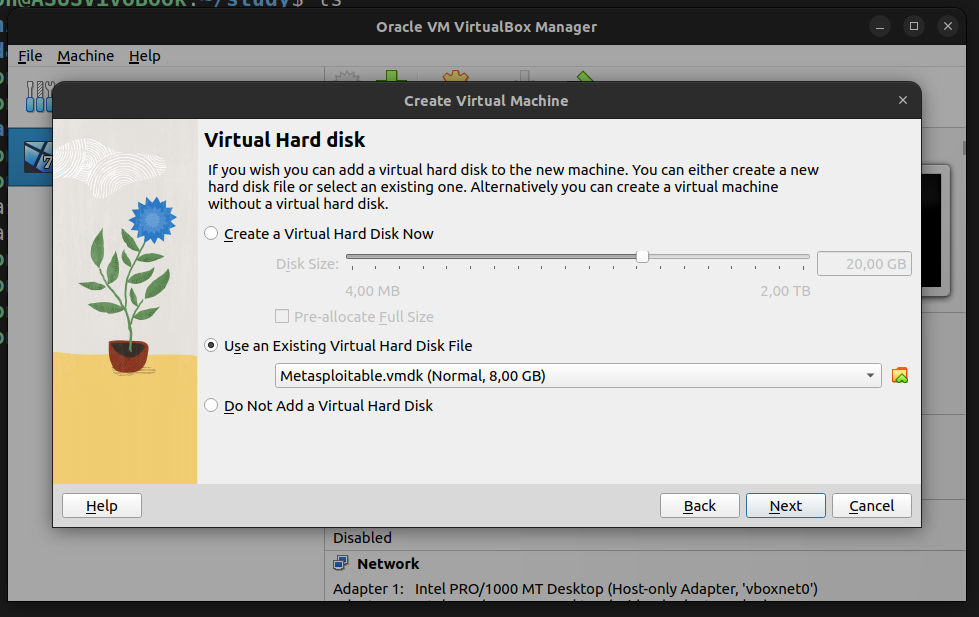 /study$ ls
Oracle VM VirtualBox Manager
File Machine Help
Create Virtual Machine
7
Virtual Hard disk
If you wish you can add a virtual hard disk to the new machine. You can either create a new
hard disk file or select an existing one. Alternatively you can create a virtual machine
without a virtual hard disk.
Create a Virtual Hard Disk Now
Disk Size:
20,00 GB
4,00 MB 2,00 TB
Pre-allocate Full Size
Use an Existing Virtual Hard Disk File
Metasploitable.vmdk (Normal, 8,00 GB)
Do Not Add a Virtual Hard Disk
Help Back Next Cancel
Disabled
Network
Adapter 1: Intel PRO/1000 MT Desktop (Host-only Adapter, 'vboxnet0')